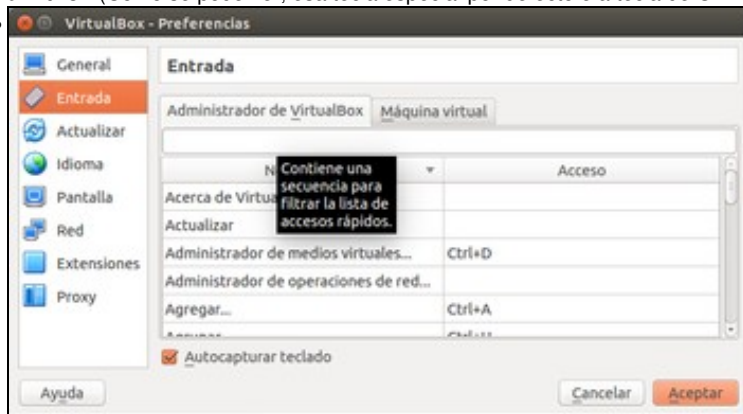 VirtualBox - Preferencias
General
Entrada
Actualizar
Idioma
Pantalla
Red
Extensiones
Proxy
Entrada
Administrador de VirtualBox Máquina virtual
Contiene una
secuencia para
filtrar la lista de
accesos rápidos.
Acceso
Acerca de
Actualizar
Administrador de medios virtuales... Ctrl+D
Administrador de operaciones de red...
Agregar... Ctrl+A
Autocapturar teclado
Ayuda Cancelar Aceptar